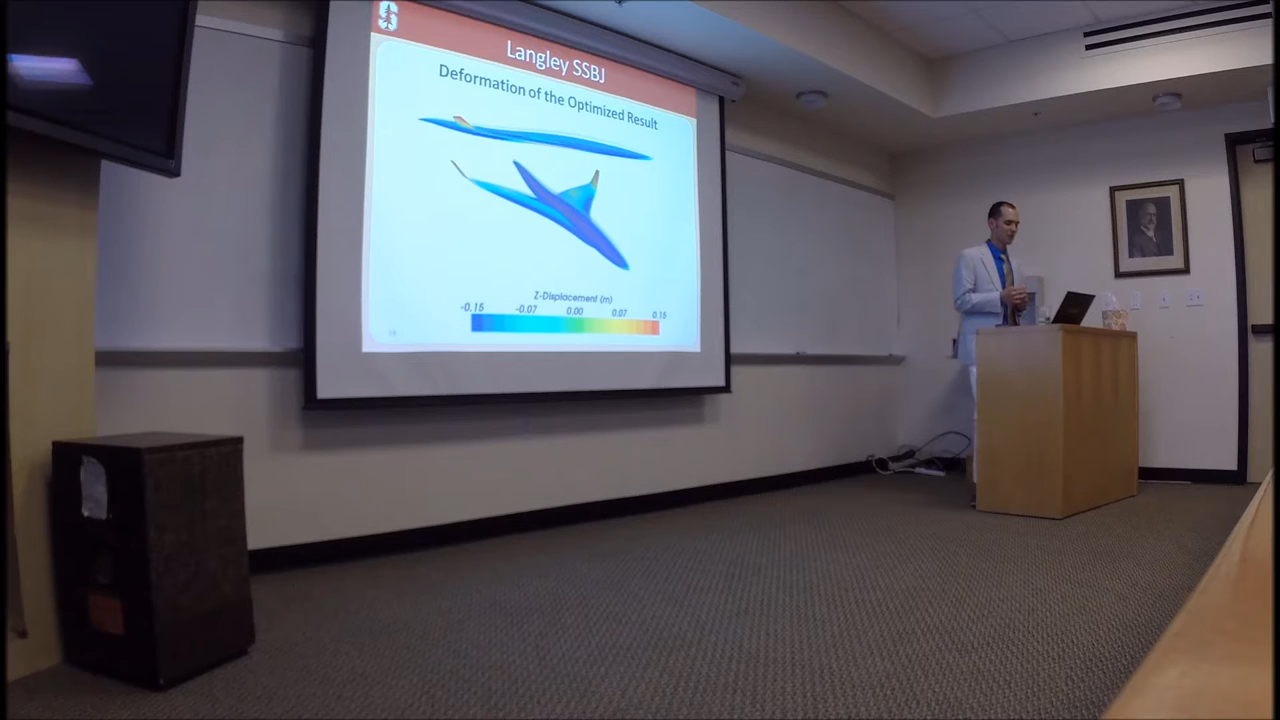 Langley SSBJ
Deformation of the Optimized Result
Z-Displacement (m)
-0.15 -0.07 0.00 0.07 0.15